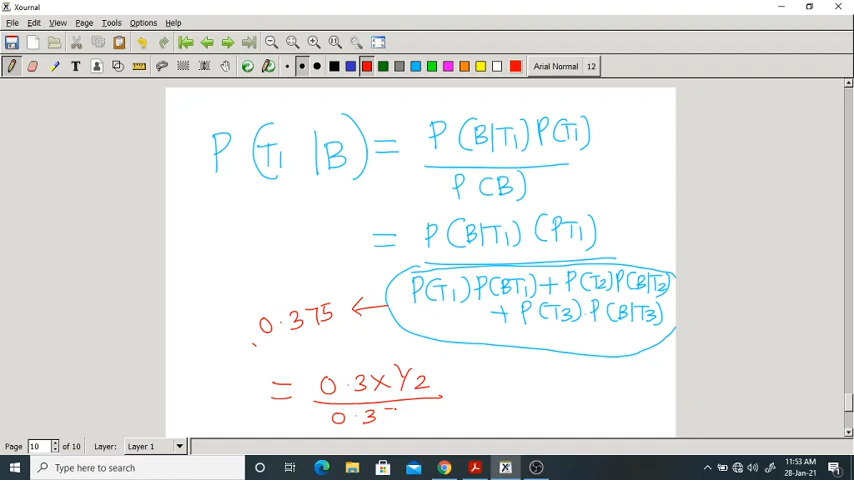 Xournal
File Edit View Page Tools Options Help
Arial Normal 12
P (T1 |B) = P (B|T1) P(T1)
P (B)
= P (B|T1) (PT1)
P(T1) P(BT1) + P(T2) P(B|T2)
+ P(T3) . P(B|T3)
0.375 ←
= 0.3 x 1/2
0.3
Page 10 of 10 Layer: Layer 1
Type here to search
11:53 AM
28-Jan-21